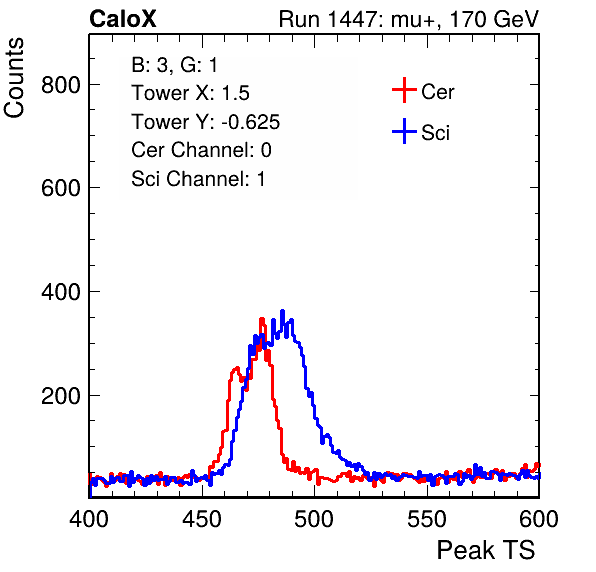 CaloX Run 1447: mu+, 170 GeV
Counts
B: 3, G: 1
Tower X: 1.5
Tower Y: -0.625
Cer Channel: 0
Sci Channel: 1
Cer
Sci
800
600
400
200
400 450 500 550 600
Peak TS